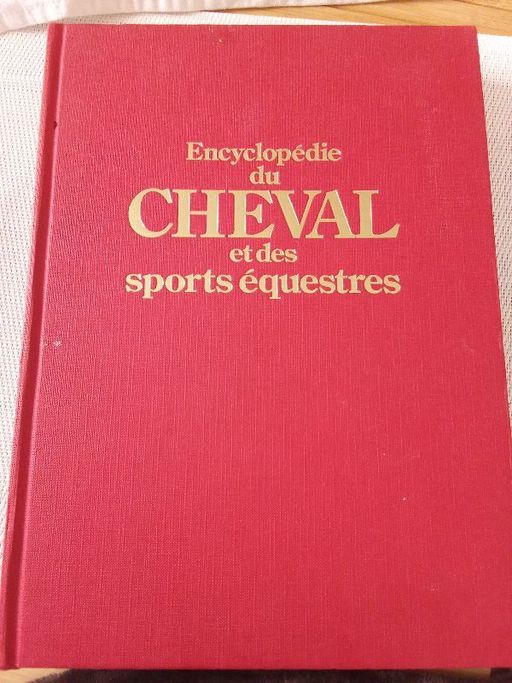 Encyclopédie
du
CHEVAL
et des
sports équestres